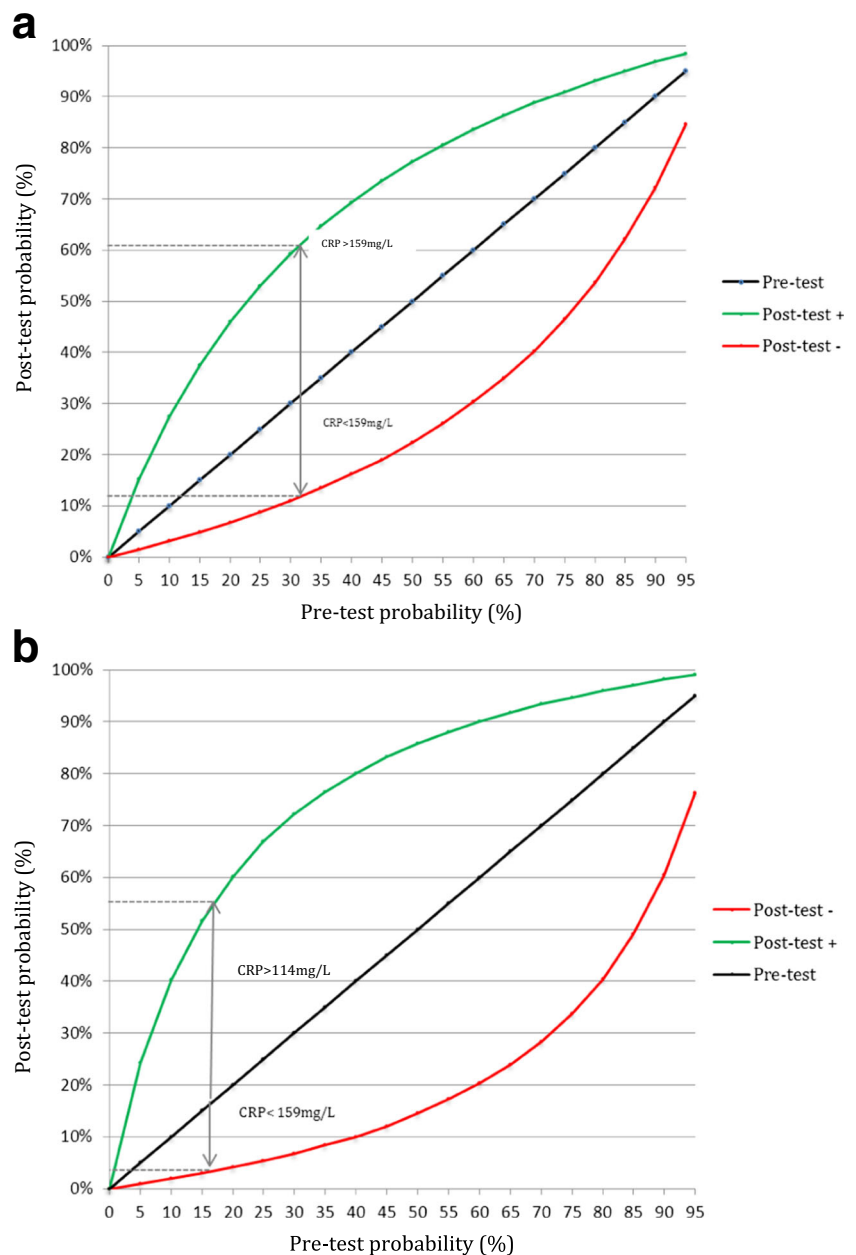 a
100%
90%
80%
70%
60%
50%
40%
30%
20%
10%
0%
Post-test probability (%)
CRP >159mg/L
CRP<159mg/L
0 5 10 15 20 25 30 35 40 45 50 55 60 65 70 75 80 85 90 95
Pre-test probability (%)
Pre-test
Post-test +
Post-test -
b
100%
90%
80%
70%
60%
50%
40%
30%
20%
10%
0%
Post-test probability (%)
CRP>114mg/L
CRP< 159mg/L
0 5 10 15 20 25 30 35 40 45 50 55 60 65 70 75 80 85 90 95
Pre-test probability (%)
Post-test -
Post-test +
Pre-test